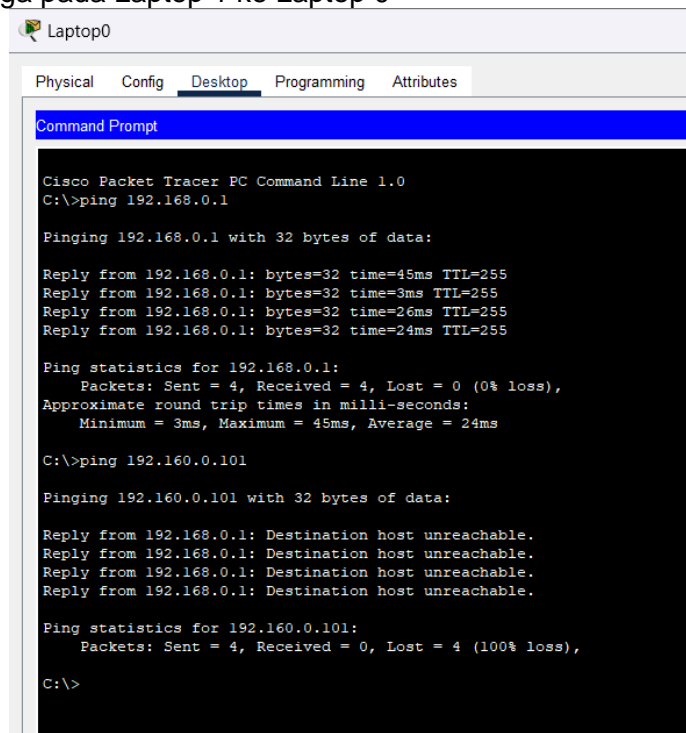 pada Laptop 1 ke Laptop 0
Laptop0
Physical Config Desktop Programming Attributes
Command Prompt
Cisco Packet Tracer PC Command Line 1.0
C:\>ping 192.168.0.1
Pinging 192.168.0.1 with 32 bytes of data:
Reply from 192.168.0.1: bytes=32 time=45ms TTL=255
Reply from 192.168.0.1: bytes=32 time=3ms TTL=255
Reply from 192.168.0.1: bytes=32 time=26ms TTL=255
Reply from 192.168.0.1: bytes=32 time=24ms TTL=255
Ping statistics for 192.168.0.1:
Packets: Sent = 4, Received = 4, Lost = 0 (0% loss),
Approximate round trip times in milli-seconds:
Minimum = 3ms, Maximum = 45ms, Average = 24ms
C:\>ping 192.160.0.101
Pinging 192.160.0.101 with 32 bytes of data:
Reply from 192.168.0.1: Destination host unreachable.
Reply from 192.168.0.1: Destination host unreachable.
Reply from 192.168.0.1: Destination host unreachable.
Reply from 192.168.0.1: Destination host unreachable.
Ping statistics for 192.160.0.101:
Packets: Sent = 4, Received = 0, Lost = 4 (100% loss),
C:\>